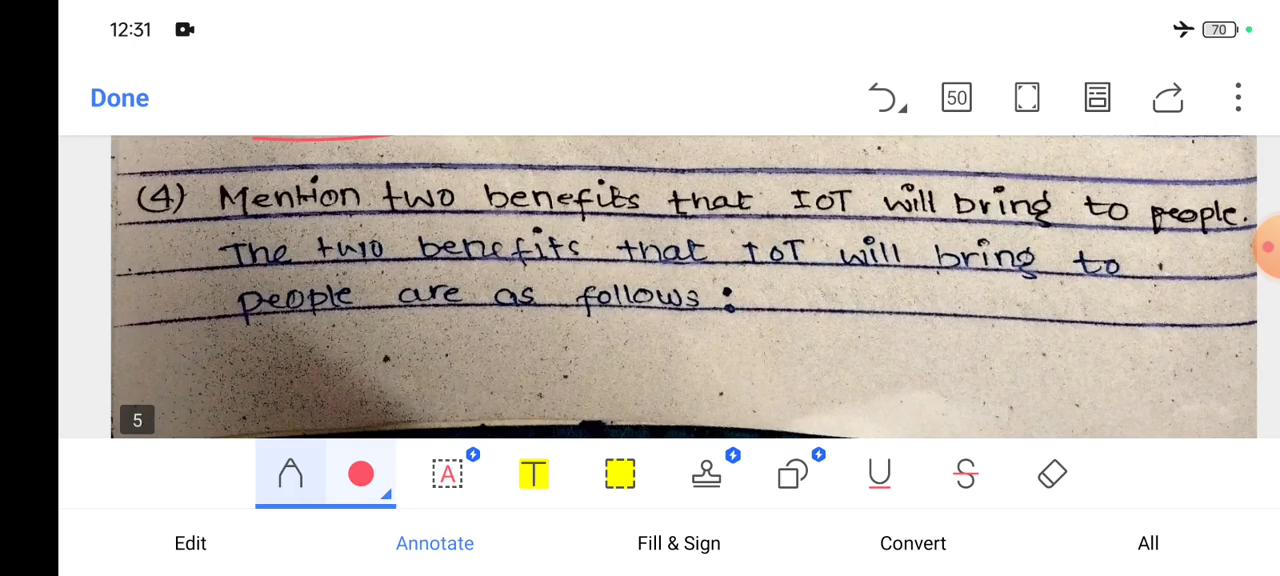 12:31
70
Done
50
(4) Mention two benefits that IoT will bring to people.
The two benefits that IoT will bring to
people are as follows:
5
A
T
U
S
Edit Annotate Fill & Sign Convert All